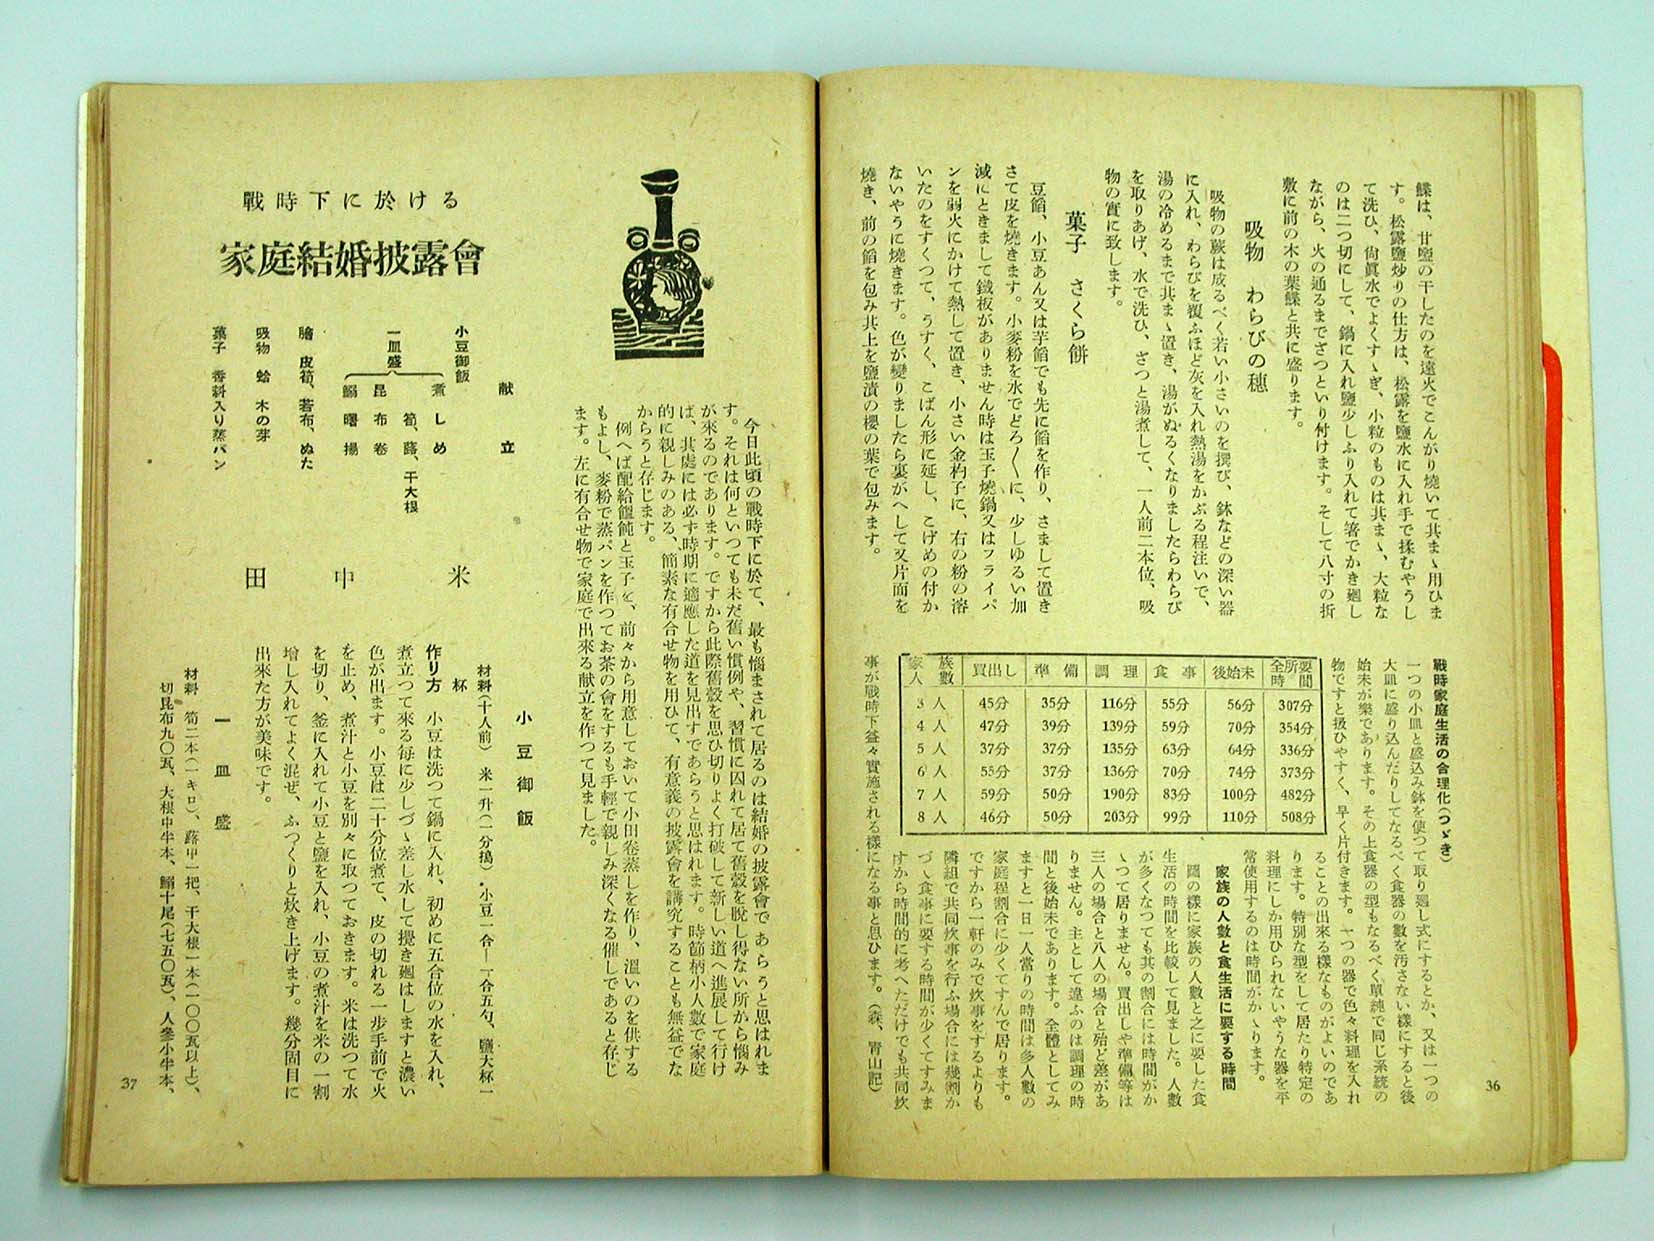 鰈は、甘鹽の干したのを遠火でこんがり燒いて其まゝ用ひま
す。松露鹽炒りの仕方は、松露を鹽水に入れ手で揉むやうし
て洗ひ、尙眞水でよくすゝぎ、小粒のものは共まゝ、大粒な
のは二つ切にして、鍋に入れ鹽少しふり入れて箸でかき廻し
ながら、火の通るまでざつといり付けます。そして八寸の折
敷に前の木の葉鰈と共に盛ります。
吸物 わらびの穗
吸物の蕨は成るべく若い小さいのを撰び、鉢などの深い器
に入れ、わらびを覆ふほど灰を入れ熱湯をかぶる程注いで、
湯の冷めるまで共まゝ置き、湯がぬるくなりましたらわらび
を取りあげ、水で洗ひ、ざつと湯煮して、一人前二本位、吸
物の實に致します。
菓子 さくら餅
豆餡、小豆あん又は芋餡でも先に餡を作り、さまして置き
さて皮を燒きます。小麥粉を水でどろ〳〵に、少しゆるい加
減にときまして鐵板がありません時は玉子燒鍋又はフライパ
ンを弱火にかけて熱して置き、小さい金杓子に、右の粉の溶
いたのをすくつて、うすく、こばん形に延し、こげめの付か
ないやうに燒きます。色が變りましたら裏がへして又片面を
燒き、前の餡を包み共上を鹽漬の櫻の葉で包みます。
戰時家庭生活の合理化(つゞき)
一つの小皿と盛込み鉢を使つて取り廻し式にするとか、又は一つの
大皿に盛り込んだりしてなるべく食器の數を汚さない樣にすると後
始末が樂であります。その上食器の型もなるべく單純で同じ系統の
物ですと扱ひやすく、早く片付きます。一つの器で色々料理を入れ
ることの出來る樣なものがよいのであ
ります。特別な型をして居たり特定の
料理にしか用ひられないやうな器を平
常使用するのは時間がかゝります。
家族の人數と食生活に要する時間
圖の樣に家族の人數と之に要した食
生活の時間を比較して見ました。人數
が多くなつても其の割合には時間がか
ゝつて居りません。買出しや準備等は
三人の場合と八人の場合と殆ど差があ
りません。主として違ふのは調理の時
間と後始末であります。全體としてみ
ますと一日一人當りの時間は多人數の
家庭程割合に少くてすんで居ります。
ですから一軒のみで炊事をするよりも
隣組で共同炊事を行ふ場合には幾割か
づゝ食事に要する時間が少くてすみま
すから時間的に考へただけでも共同炊
事が戰時下益々實施される樣になる事と思ひます。(森、靑山記)
家族人數 買出し 準備 調理 食事 後始末 全所要時間
3人 45分 35分 116分 55分 56分 307分
4人 47分 39分 139分 59分 70分 354分
5人 37分 37分 135分 63分 64分 336分
6人 55分 37分 136分 70分 74分 373分
7人 59分 50分 190分 83分 100分 482分
8人 46分 50分 203分 99分 110分 508分
36
戰時下に於ける
家庭結婚披露會
献立
小豆御飯
一皿盛
煮しめ
筍、蕗、干大根
昆布卷
鰯曙揚
膾 皮筍、若布、ぬた
吸物 蛤 木の芽
菓子 香料入り蒸パン
田中米
今日此頃の戰時下に於て、最も惱まされて居るのは結婚の披露會であらうと思はれま
す。それは何といつても未だ舊い慣例や、習慣に囚れて居て舊殼を脫し得ない所から惱み
が來るのであります。ですから此際舊殼を思ひ切りよく打破して新しい道へ進展して行け
ば、其處には必ず時期に適應した道を見出すであらうと思はれます。時節柄小人數で家庭
的に親しみのある、簡素な有合せ物を用ひて、有意義の披露會を講究することも無益でな
からうと存じます。
例へば配給饂飩と玉子を、前々から用意しておいて小田卷蒸しを作り、溫いのを供する
もよし、麥粉で蒸パンを作つてお茶の會をするも手輕で親しみ深くなる催しであると存じ
ます。左に有合せ物で家庭で出來る献立を作つて見ました。
小豆御飯
材料(十人前) 米一升(一分搗)・小豆一合—一合五勺、鹽大杯一
杯
作り方 小豆は洗つて鍋に入れ、初めに五合位の水を入れ、
煮立つて來る每に少しづゝ差し水して攪き廻はしますと濃い
色が出ます。小豆は二十分位煮て、皮の切れる一步手前で火
を止め、煮汁と小豆を別々に取つておきます。米は洗つて水
を切り、釜に入れて小豆と鹽を入れ、小豆の煮汁を米の一割
增し入れてよく混ぜ、ふつくりと炊き上げます。幾分固目に
出來た方が美味です。
一皿盛
材料 筍二本(一キロ)、蕗中一把、干大根一本(一〇〇瓦以上)、
切昆布九〇瓦、大根中半本、鰯十尾(七五〇瓦)、人參小半本、
37